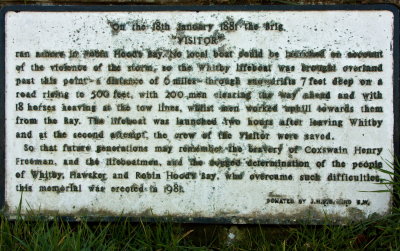 On the 18th January 1881 the Brig.
"VISITOR"
ran ashore in Robin Hood's Bay. No local boat could be launched on account
of the violence of the storm, so the Whitby lifeboat was brought overland
past this point - a distance of 6 miles - through snowdrifts 7 feet deep on a
road rising to 500 feet, with 200 men clearing the way ahead and with
18 horses heaving at the tow lines, whilst men worked uphill towards them
from the Bay. The lifeboat was launched two hours after leaving Whitby
and at the second attempt, the crew of the Visitor were saved.
So that future generations may remember the bravery of Coxswain Henry
Freeman, and the lifeboatmen, and the dogged determination of the people
of Whitby, Hawsker and Robin Hood's Bay, who overcame such difficulties,
this memorial was erected in 1981.
DONATED BY